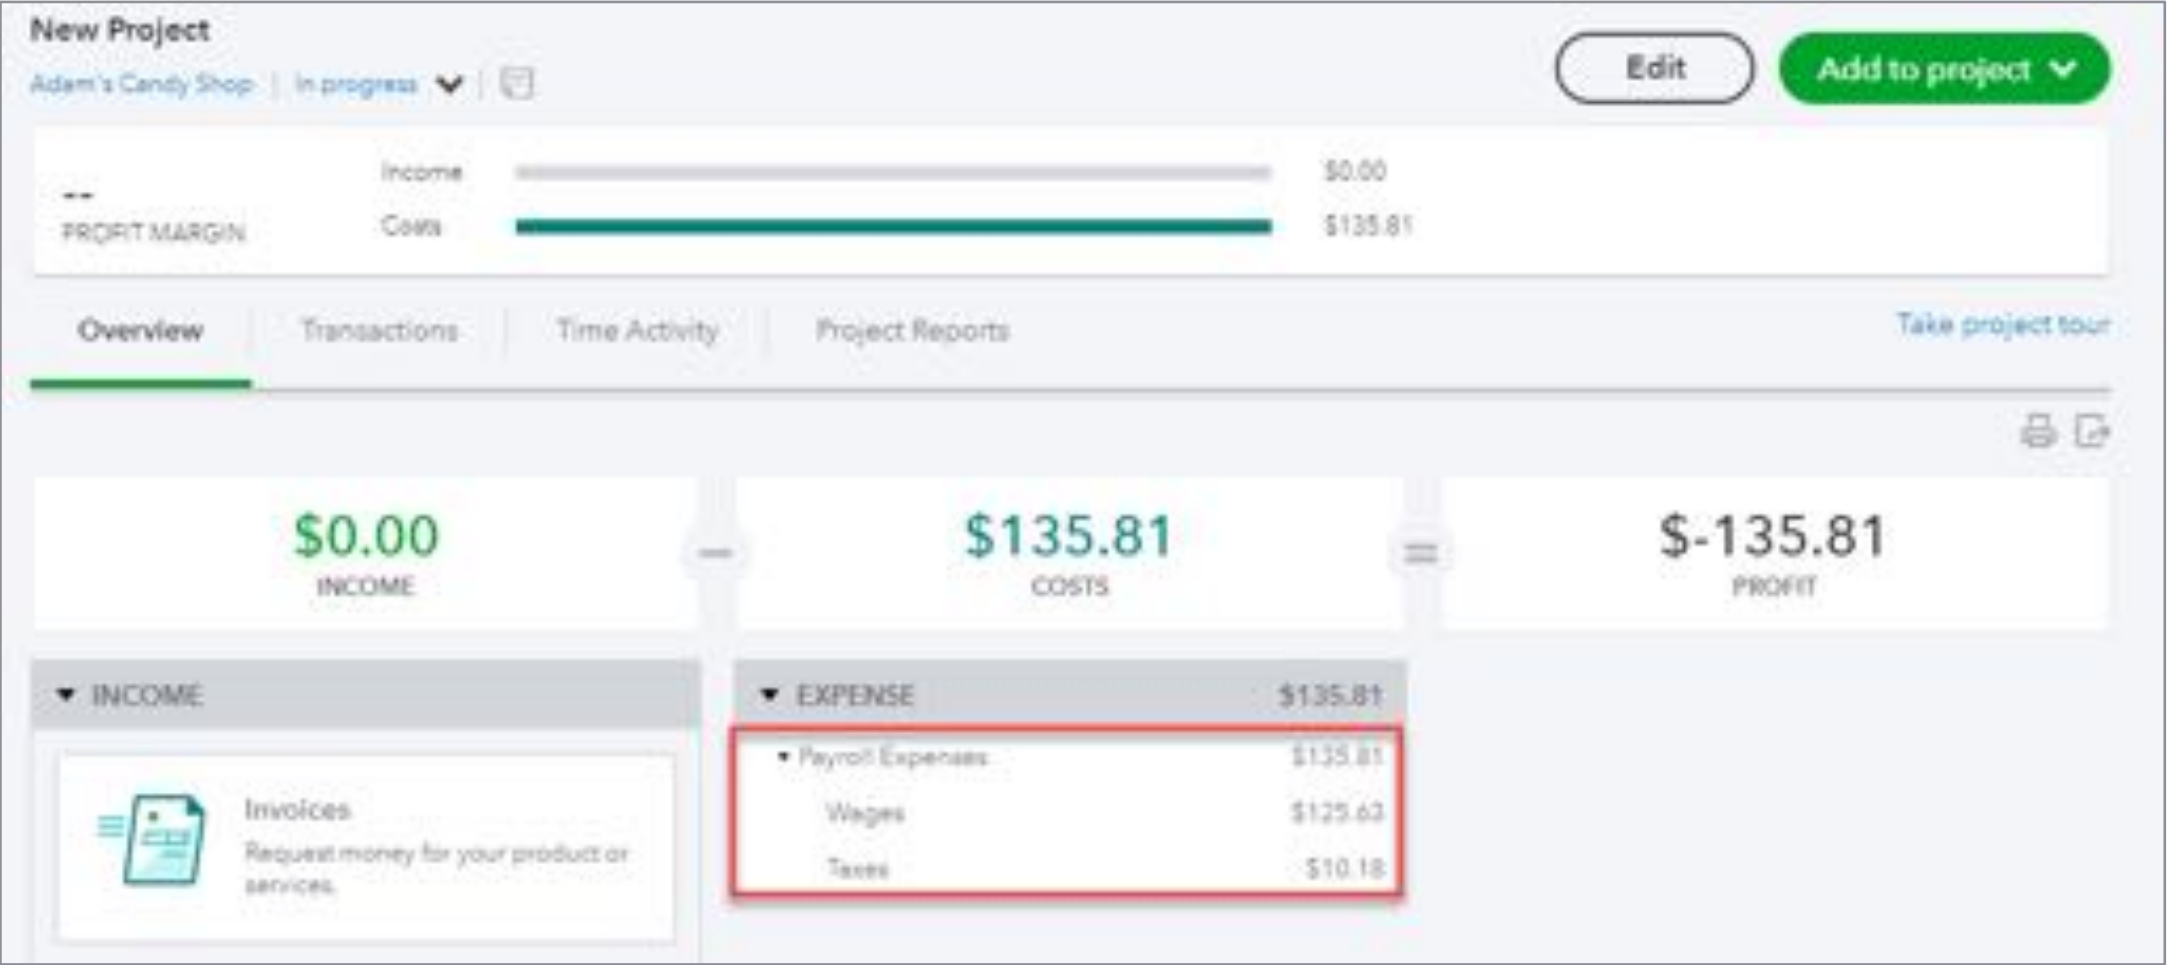 New Project
Edit
Add to project
Adam's Candy Shop | In progress
Income $0.00
--
PROFIT MARGIN
Costs $135.81
Overview Transactions Time Activity Project Reports Take project tour
$0.00 – $135.81 = $-135.81
INCOME COSTS PROFIT
INCOME
EXPENSE $135.81
Payroll Expenses $135.81
Wages $125.63
Taxes $10.18
Invoices
Request money for your product or
services.